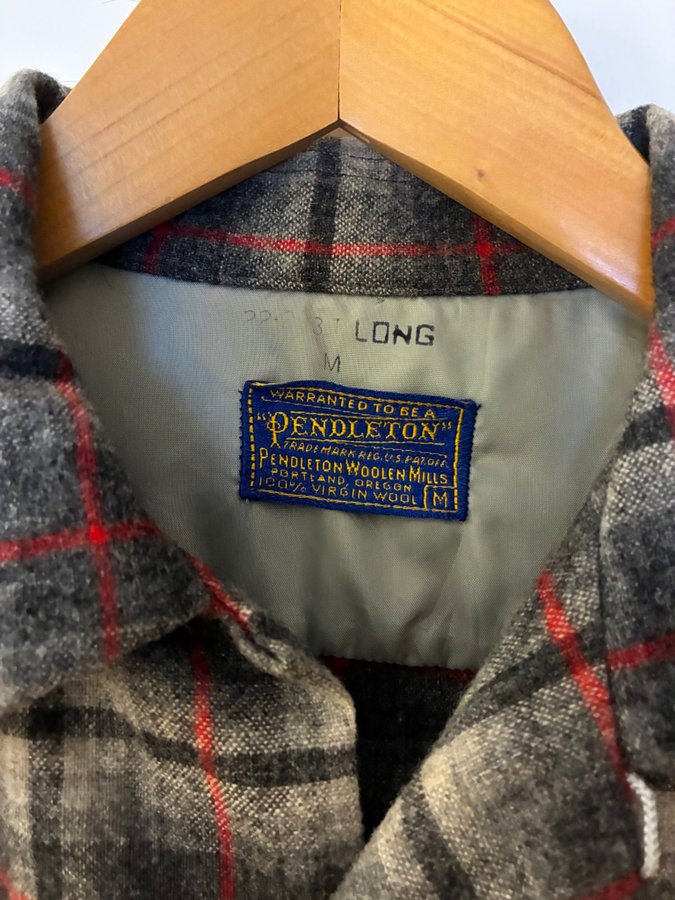 LONG
M
WARRANTED TO BE A
"PENDLETON"
TRADE MARK REG. U.S. PAT. OFF.
PENDLETON WOOLEN MILLS
PORTLAND, OREGON
100% VIRGIN WOOL M